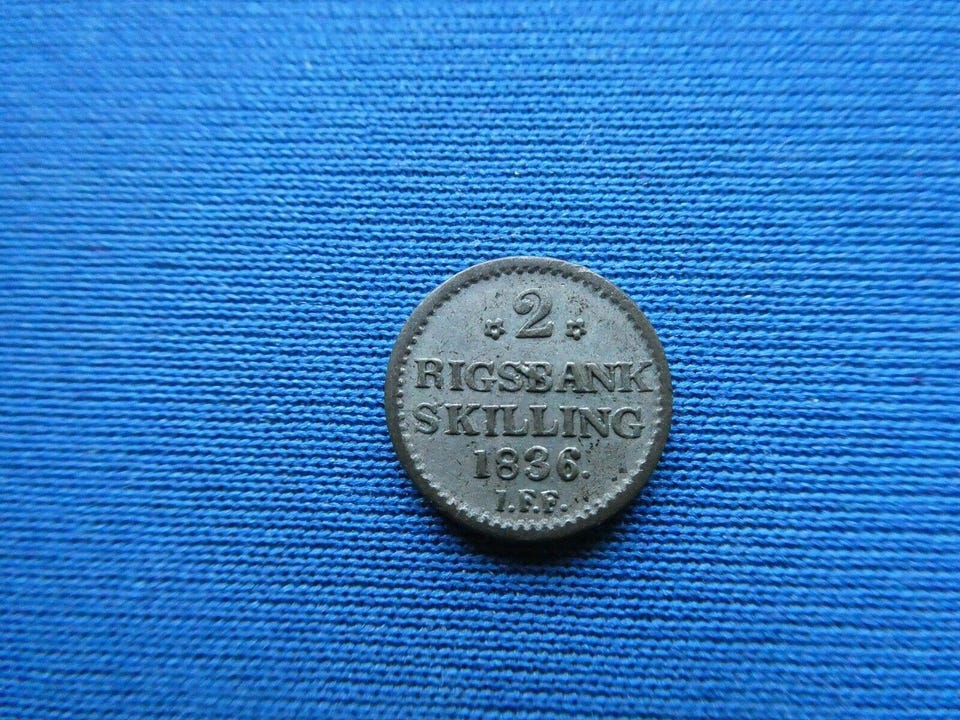 2
RIGSBANK
SKILLING
1836.
I.F.F.